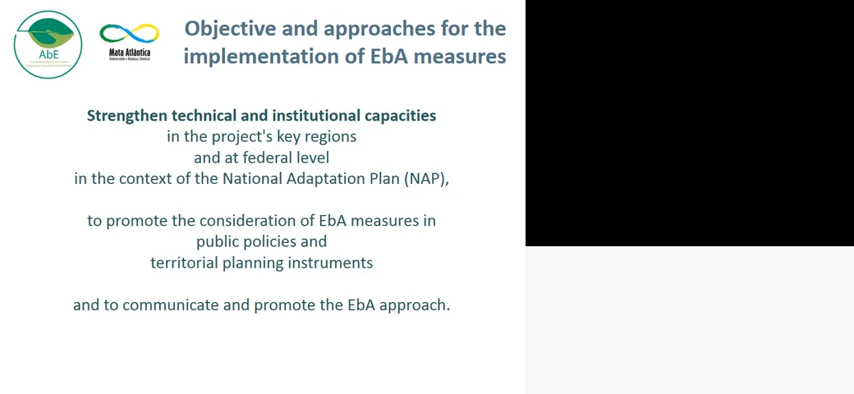 Objective and approaches for the
implementation of EbA measures
AbE
Mata Atlântica
Strengthen technical and institutional capacities
in the project's key regions
and at federal level
in the context of the National Adaptation Plan (NAP),
to promote the consideration of EbA measures in
public policies and
territorial planning instruments
and to communicate and promote the EbA approach.